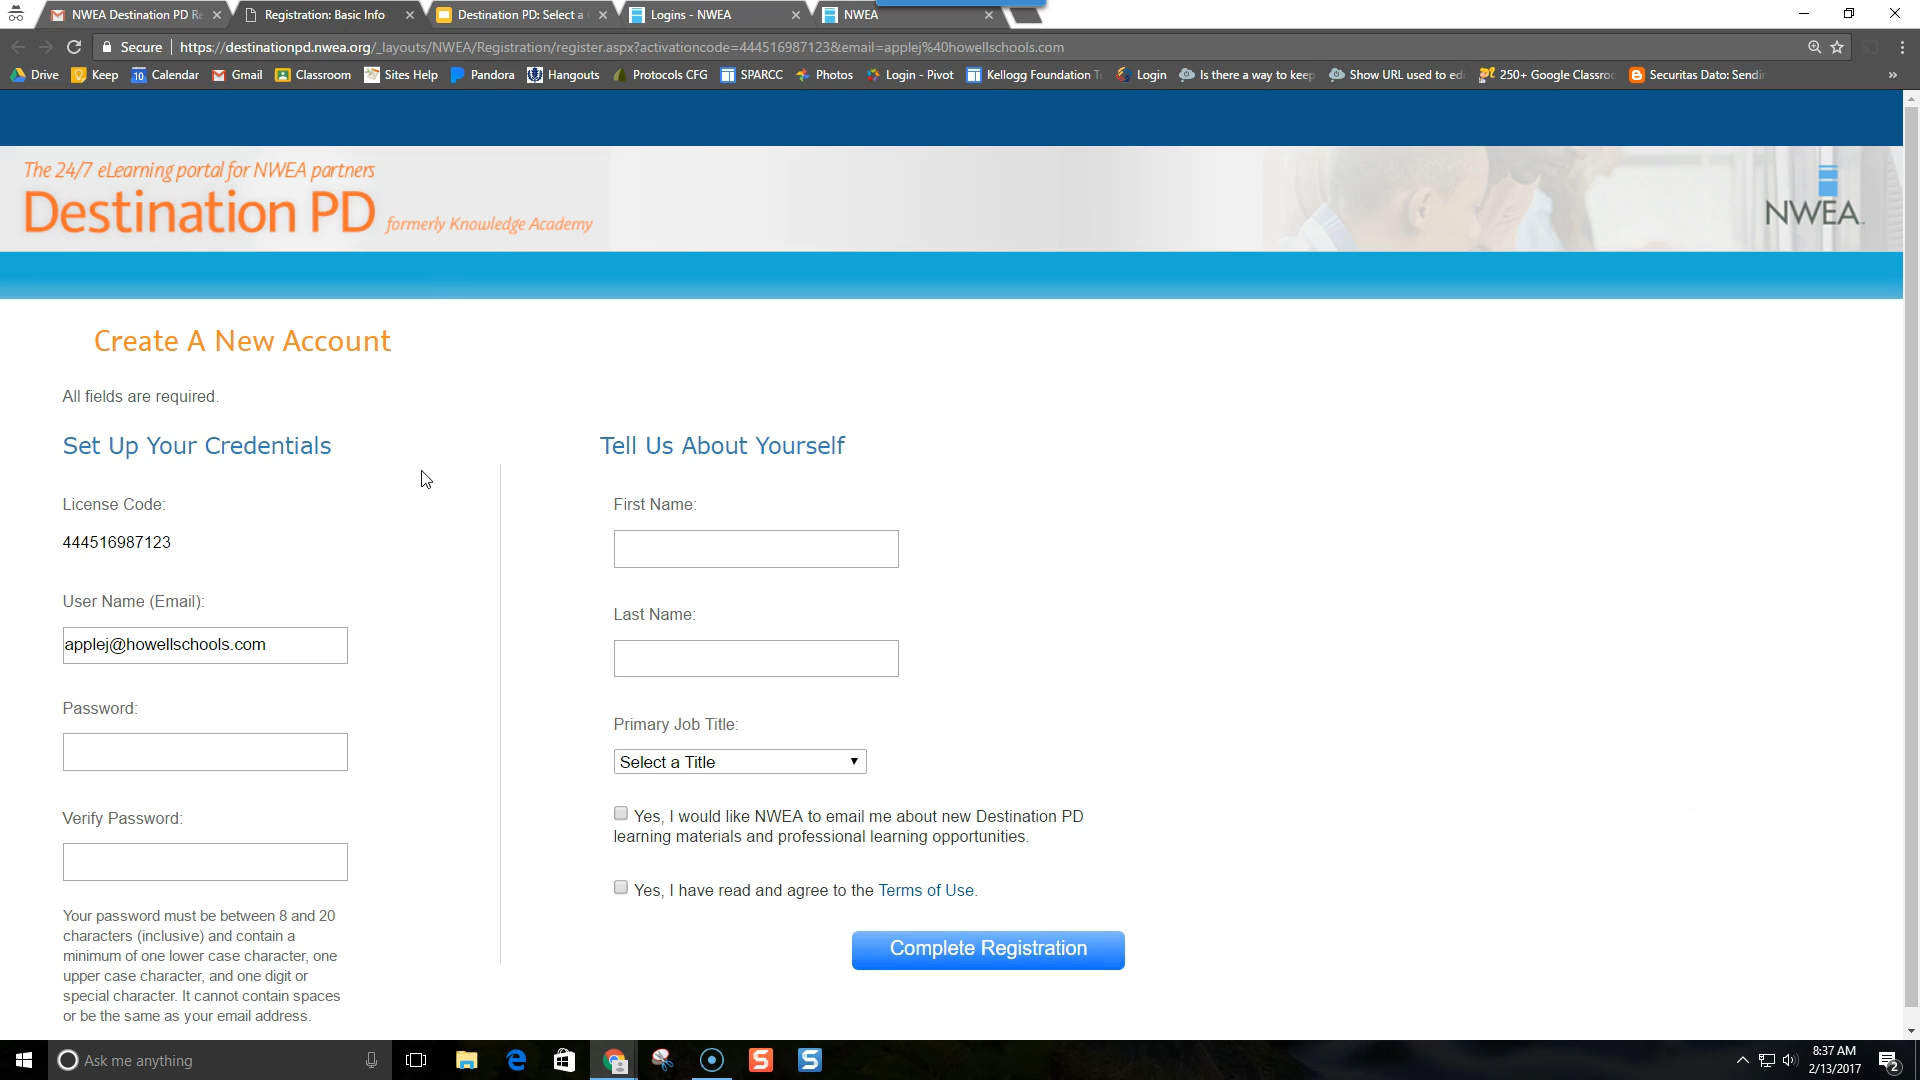 NWEA Destination PD Re
Registration: Basic Info
Destination PD: Select a
Logins - NWEA
NWEA
Secure
https://destinationpd.nwea.org/_layouts/NWEA/Registration/register.aspx?activationcode=444516987123&email=applej%40howellschools.com
Drive
Keep
10
Calendar
Gmail
Classroom
Sites Help
Pandora
Hangouts
Protocols CFG
SPARCC
Photos
Login - Pivot
Kellogg Foundation T
Login
Is there a way to keep
Show URL used to edi
250+ Google Classroo
Securitas Dato: Sendin
»
The 24/7 eLearning portal for NWEA partners
Destination PD formerly Knowledge Academy
NWEA
Create A New Account
All fields are required.
Set Up Your Credentials
License Code:
444516987123
User Name (Email):
applej@howellschools.com
Password:
Verify Password:
Your password must be between 8 and 20
characters (inclusive) and contain a
minimum of one lower case character, one
upper case character, and one digit or
special character. It cannot contain spaces
or be the same as your email address.
Tell Us About Yourself
First Name:
Last Name:
Primary Job Title:
Select a Title
Yes, I would like NWEA to email me about new Destination PD
learning materials and professional learning opportunities.
Yes, I have read and agree to the Terms of Use.
Complete Registration
Ask me anything
8:37 AM
2/13/2017
2